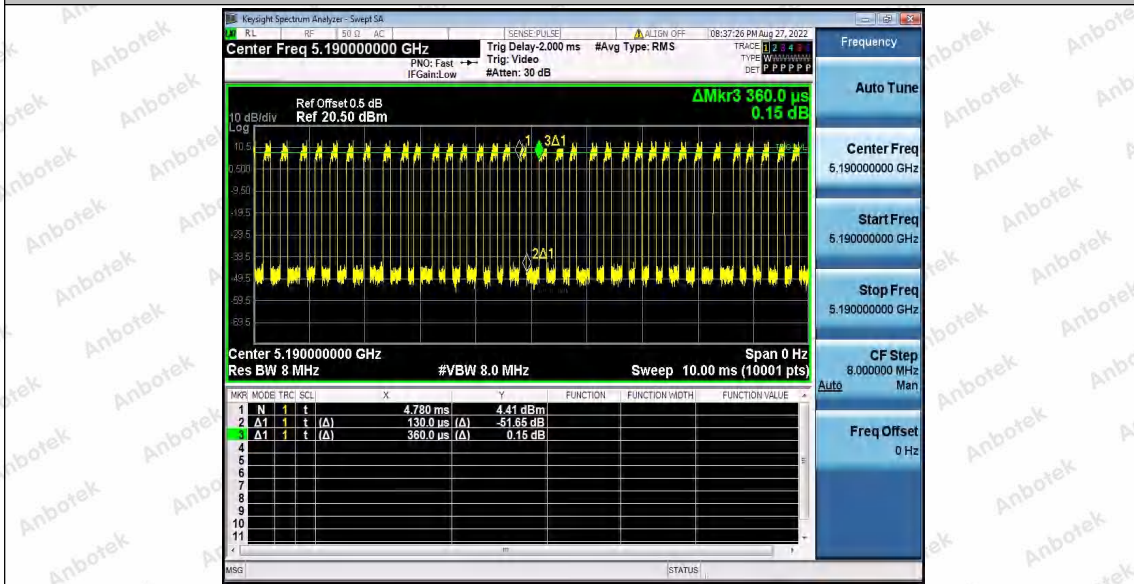 Keysight Spectrum Analyzer - Swept SA
RL RF 50 Ω AC SENSE:PULSE ALIGN OFF 08:37:26 PM Aug 27, 2022
Center Freq 5.190000000 GHz
PNO: Fast
IFGain:Low
Trig Delay-2.000 ms
Trig: Video
#Atten: 30 dB
#Avg Type: RMS
TRACE 1 2 3 4 5 6
TYPE
DET P P P P P P
ΔMkr3 360.0 µs
0.15 dB
Ref Offset 0.5 dB
10 dB/div Ref 20.50 dBm
Log
10.5
0.500
-9.50
-19.5
-29.5
-39.5
-49.5
-59.5
-69.5
1
3Δ1
2Δ1
Center 5.190000000 GHz Span 0 Hz
Res BW 8 MHz #VBW 8.0 MHz Sweep 10.00 ms (10001 pts)
MKR MODE TRC SCL X Y FUNCTION FUNCTION WIDTH FUNCTION VALUE
1 N 1 t 4.780 ms 4.41 dBm
2 Δ1 1 t (Δ) 130.0 µs (Δ) -51.65 dB
3 Δ1 1 t (Δ) 360.0 µs (Δ) 0.15 dB
4
5
6
7
8
9
10
11
MSG STATUS
Frequency
Auto Tune
Center Freq
5.190000000 GHz
Start Freq
5.190000000 GHz
Stop Freq
5.190000000 GHz
CF Step
8.000000 MHz
Auto Man
Freq Offset
0 Hz
Anbotek